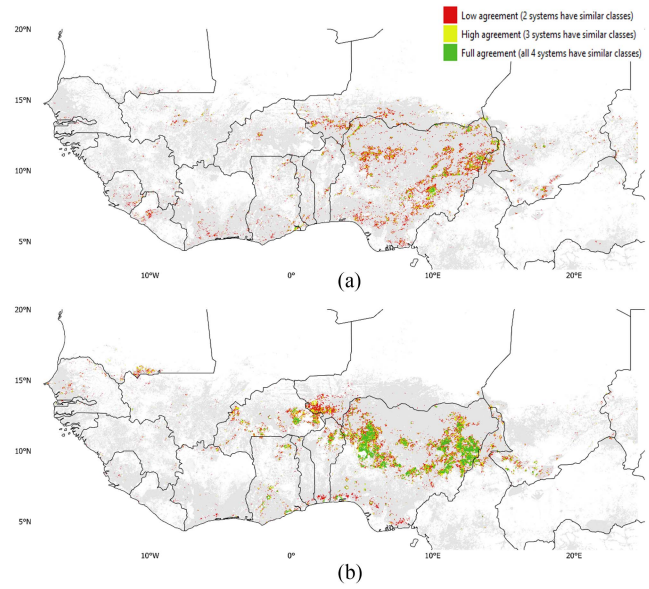 Low agreement (2 systems have similar classes)
High agreement (3 systems have similar classes)
Full agreement (all 4 systems have similar classes)
20°N
15°N
10°N
5°N
10°W
0°
10°E
20°E
(a)
20°N
15°N
10°N
5°N
10°W
0°
10°E
20°E
(b)